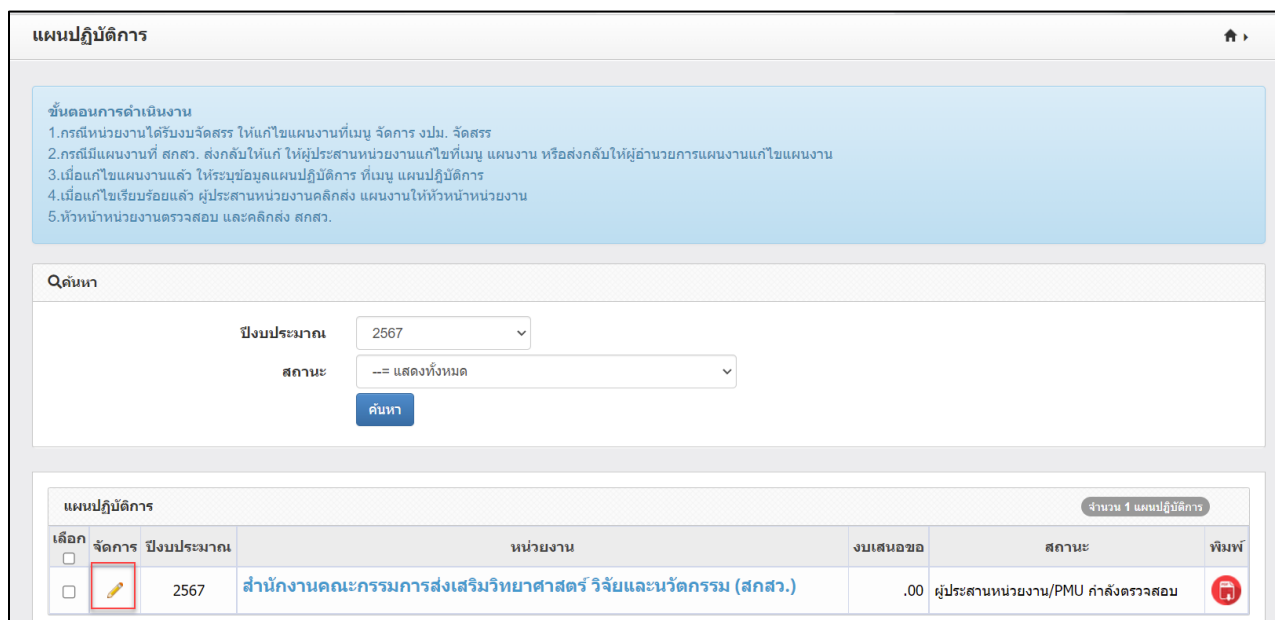 แผนปฏิบัติการ
ขั้นตอนการดำเนินงาน
1.กรณีหน่วยงานได้รับงบจัดสรร ให้แก้ไขแผนงานที่เมนู จัดการ งปม. จัดสรร
2.กรณีมีแผนงานที่ สกสว. ส่งกลับให้แก้ ให้ผู้ประสานหน่วยงานแก้ไขที่เมนู แผนงาน หรือส่งกลับให้ผู้อำนวยการแผนงานแก้ไขแผนงาน
3.เมื่อแก้ไขแผนงานแล้ว ให้ระบุข้อมูลแผนปฏิบัติการ ที่เมนู แผนปฏิบัติการ
4.เมื่อแก้ไขเรียบร้อยแล้ว ผู้ประสานหน่วยงานคลิกส่ง แผนงานให้หัวหน้าหน่วยงาน
5.หัวหน้าหน่วยงานตรวจสอบ และคลิกส่ง สกสว.
ค้นหา
ปีงบประมาณ 2567
สถานะ --= แสดงทั้งหมด
ค้นหา
แผนปฏิบัติการ จำนวน 1 แผนปฏิบัติการ
เลือก จัดการ ปีงบประมาณ หน่วยงาน งบเสนอขอ สถานะ พิมพ์
2567 สำนักงานคณะกรรมการส่งเสริมวิทยาศาสตร์ วิจัยและนวัตกรรม (สกสว.) .00 ผู้ประสานหน่วยงาน/PMU กำลังตรวจสอบ